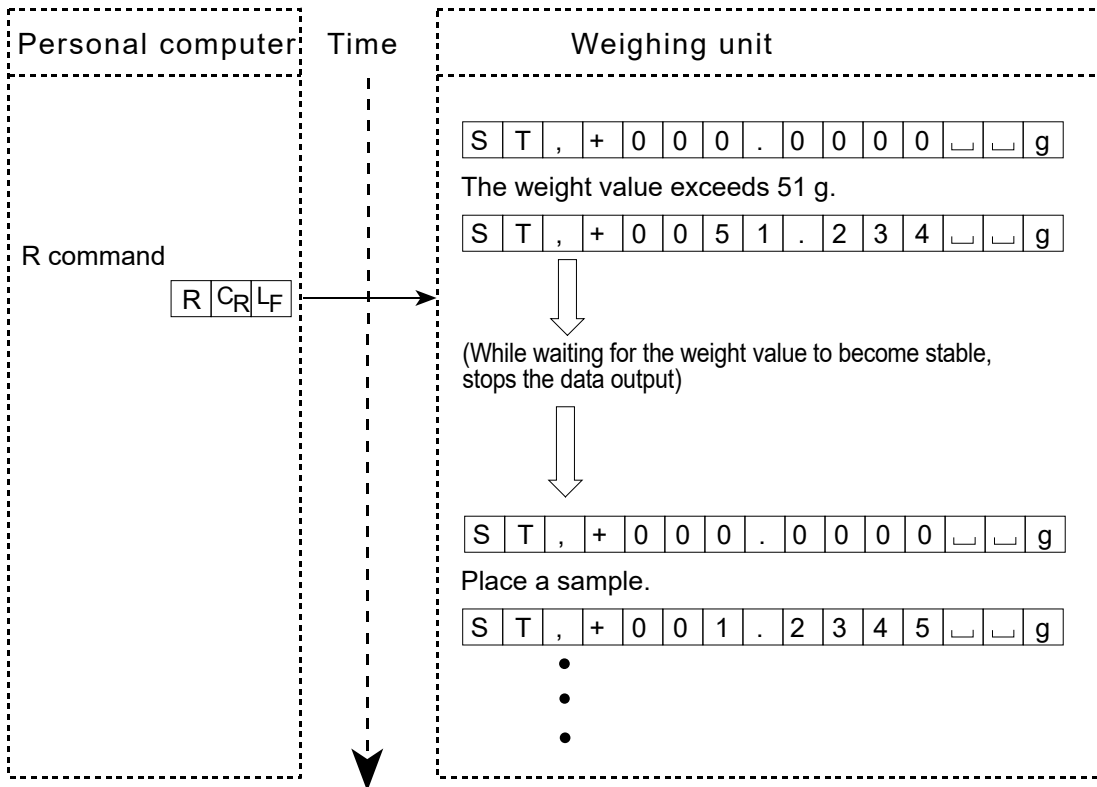 Personal computer Time Weighing unit
S T , + 0 0 0 . 0 0 0 0 ␣ ␣ g
The weight value exceeds 51 g.
S T , + 0 0 5 1 . 2 3 4 ␣ ␣ g
R command
R CR LF
(While waiting for the weight value to become stable,
stops the data output)
S T , + 0 0 0 . 0 0 0 0 ␣ ␣ g
Place a sample.
S T , + 0 0 1 . 2 3 4 5 ␣ ␣ g